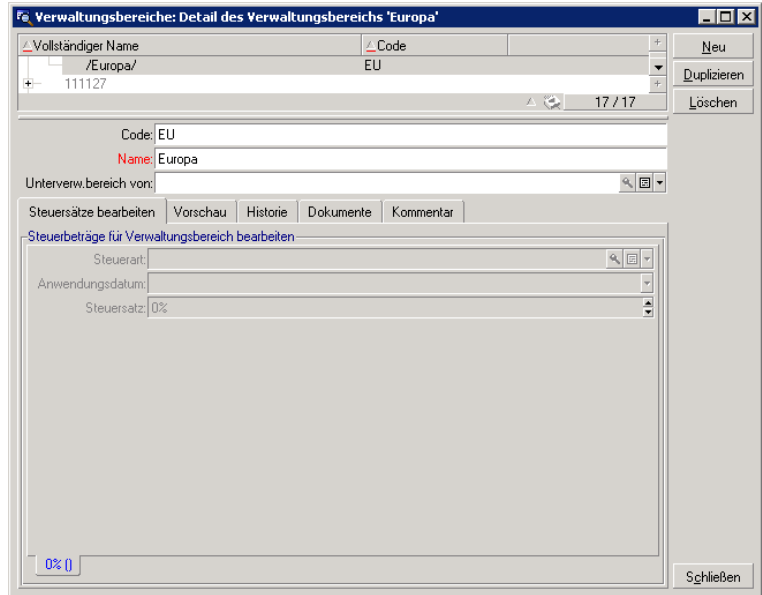 Verwaltungsbereiche: Detail des Verwaltungsbereichs 'Europa'
Vollständiger Name Code
/Europa/ EU
111127
17 / 17
Neu
Duplizieren
Löschen
Code: EU
Name: Europa
Unterverw.bereich von:
Steuersätze bearbeiten Vorschau Historie Dokumente Kommentar
Steuerbeträge für Verwaltungsbereich bearbeiten
Steuerart:
Anwendungsdatum:
Steuersatz: 0%
0% ()
Schließen